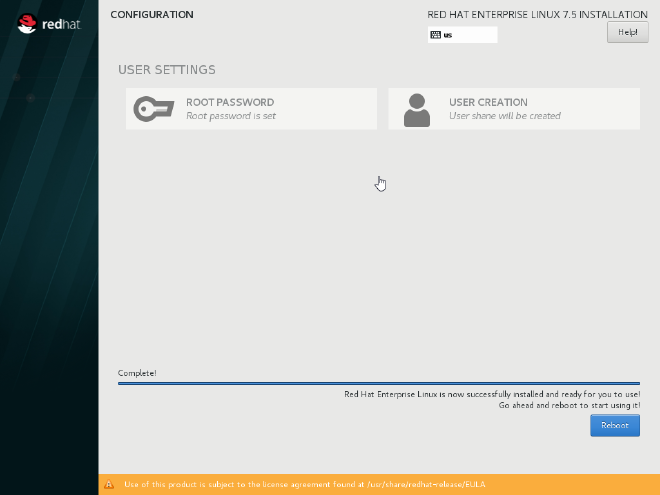 redhat
CONFIGURATION
RED HAT ENTERPRISE LINUX 7.5 INSTALLATION
us
Help!
USER SETTINGS
ROOT PASSWORD
Root password is set
USER CREATION
User shane will be created
Complete!
Red Hat Enterprise Linux is now successfully installed and ready for you to use!
Go ahead and reboot to start using it!
Reboot
Use of this product is subject to the license agreement found at /usr/share/redhat-release/EULA